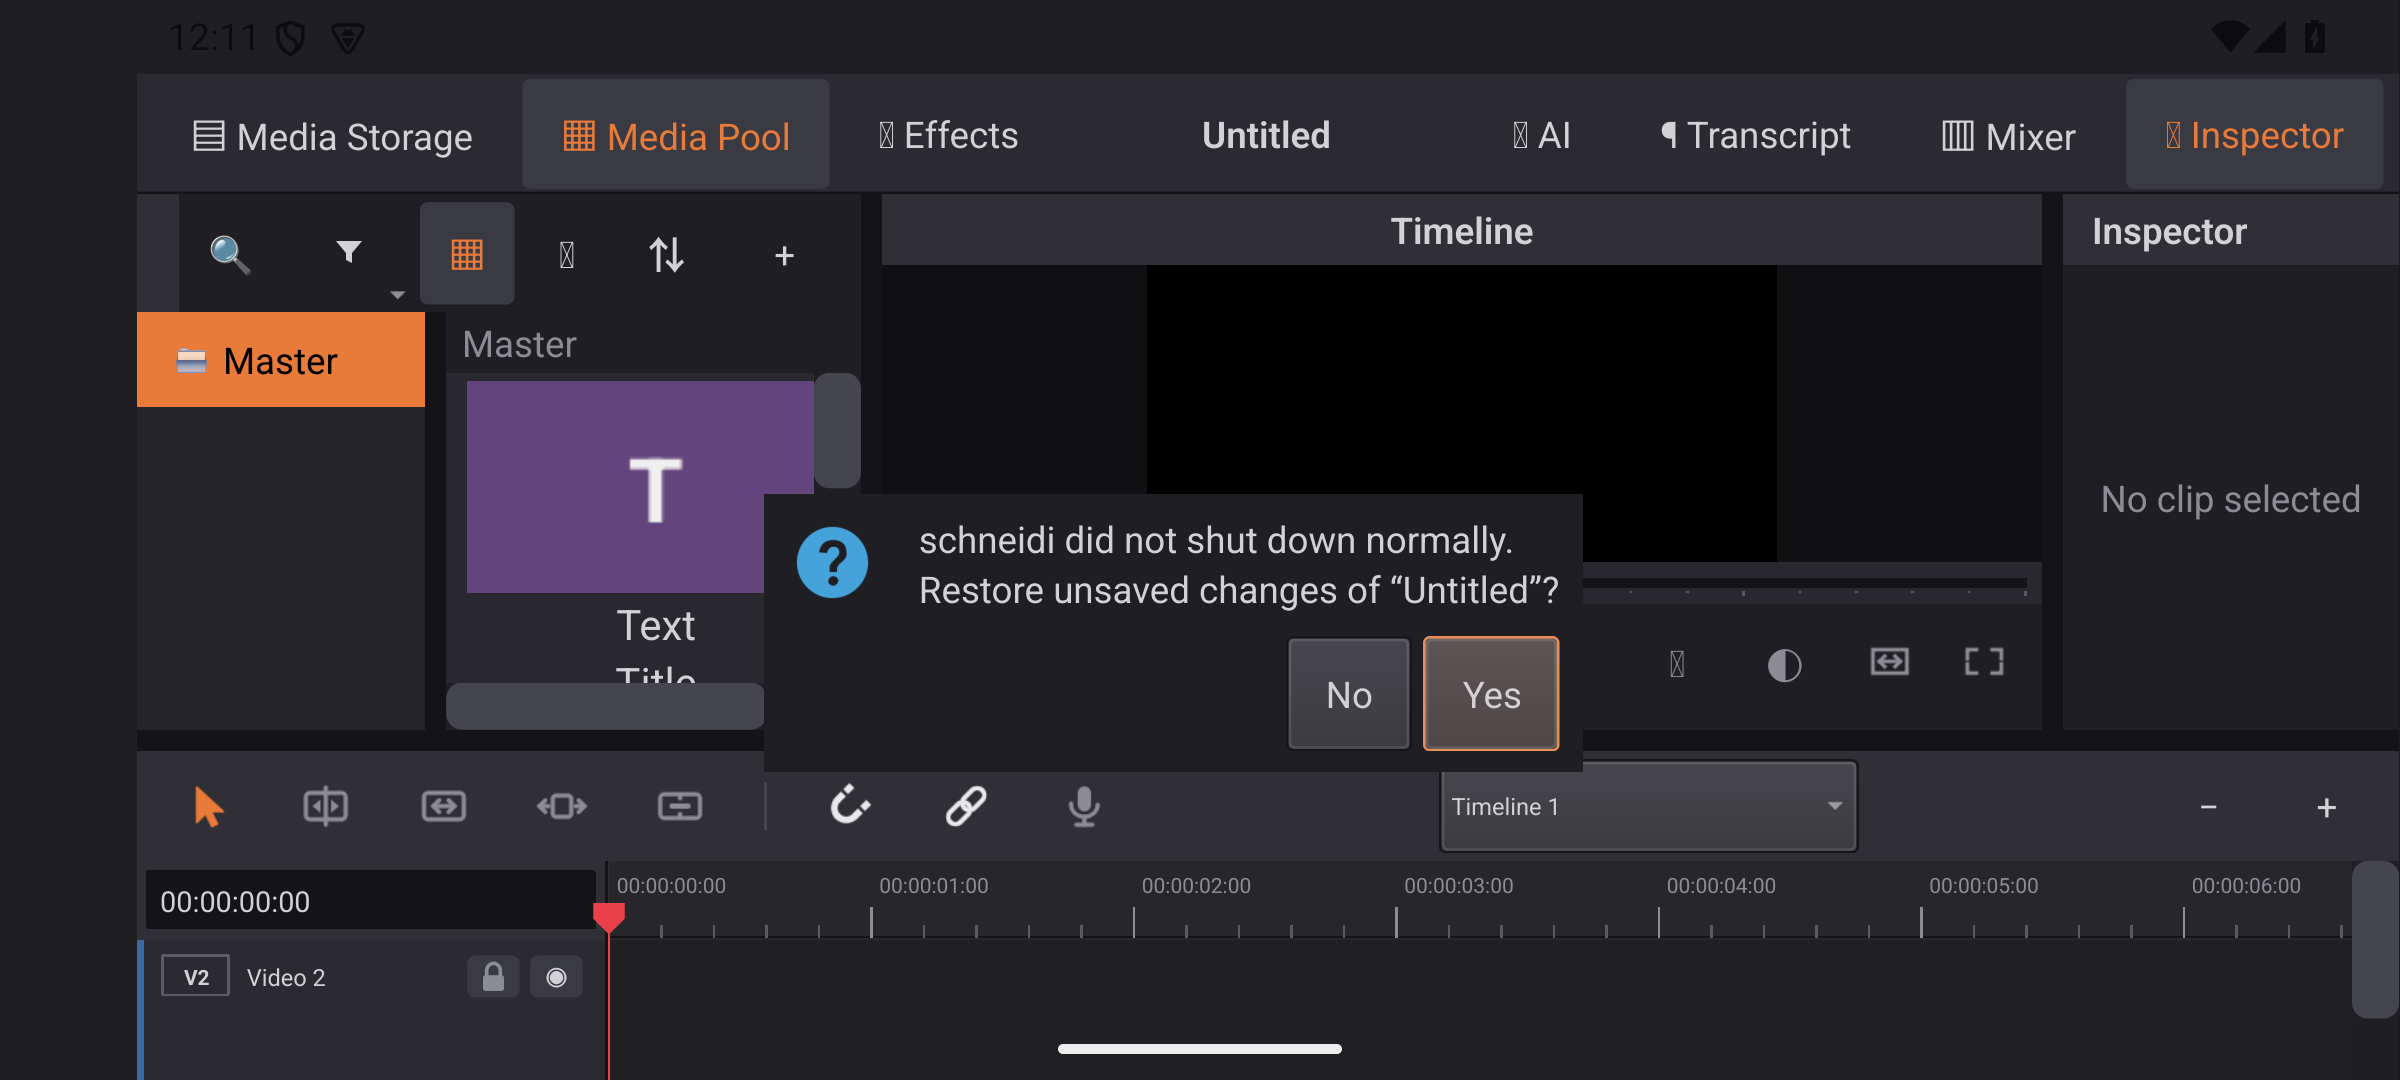 12:11
Media Storage
Media Pool
Effects
Untitled
AI
Transcript
Mixer
Inspector
Timeline
Inspector
Master
Master
T
Text
Title
No clip selected
schneidi did not shut down normally.
Restore unsaved changes of “Untitled”?
No
Yes
Timeline 1
00:00:00:00
00:00:00:00
00:00:01:00
00:00:02:00
00:00:03:00
00:00:04:00
00:00:05:00
00:00:06:00
V2
Video 2